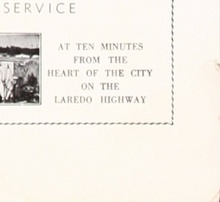 SERVICE
AT TEN MINUTES
FROM THE
HEART OF THE CITY
ON THE
LAREDO HIGHWAY